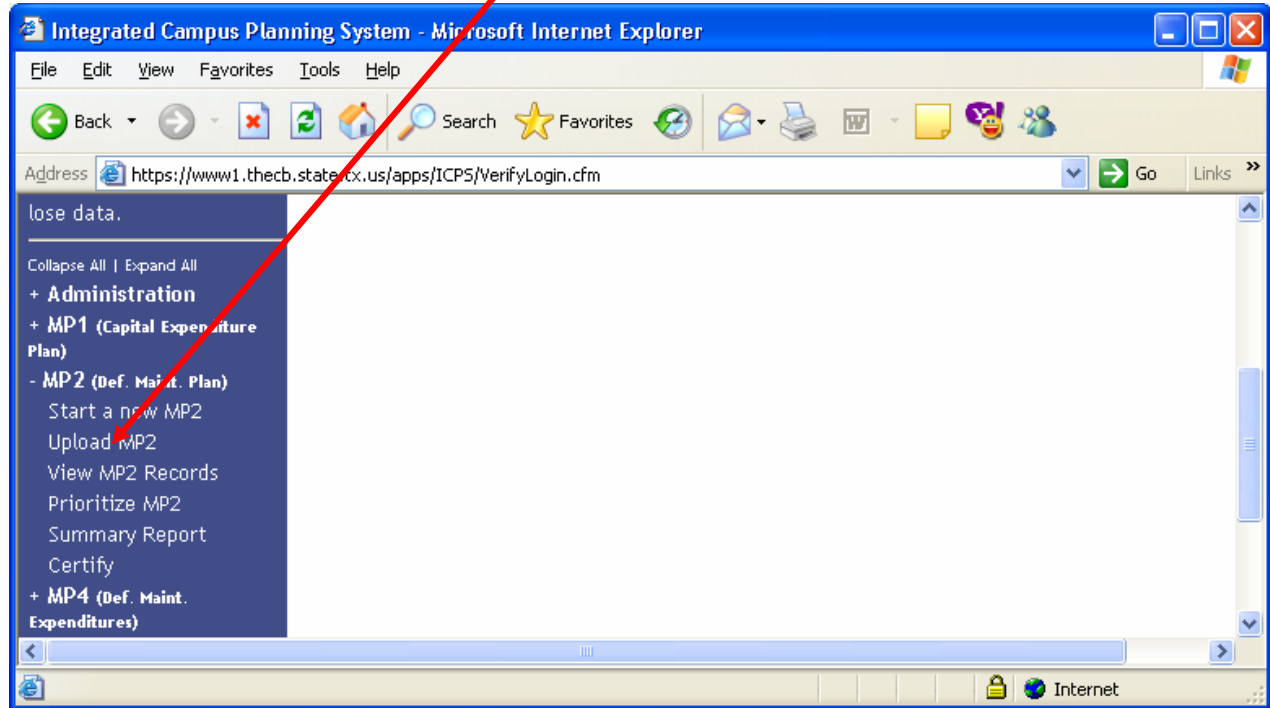 Integrated Campus Planning System - Microsoft Internet Explorer
File Edit View Favorites Tools Help
Back Search Favorites
Address https://www1.thecb.state.tx.us/apps/ICPS/VerifyLogin.cfm Go Links »
lose data.
Collapse All | Expand All
+ Administration
+ MP1 (Capital Expenditure
Plan)
- MP2 (Def. Maint. Plan)
Start a new MP2
Upload MP2
View MP2 Records
Prioritize MP2
Summary Report
Certify
+ MP4 (Def. Maint.
Expenditures)
Internet